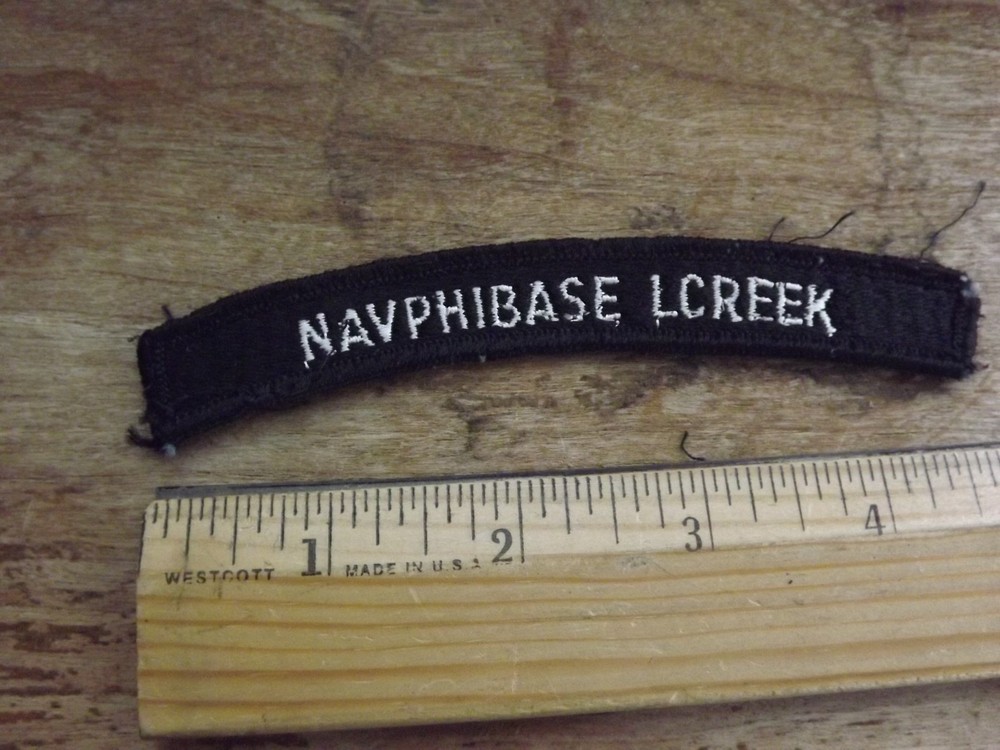 NAVPHIBASE LCREEK
1 2 3 4
WESTCOTT MADE IN U.S.A